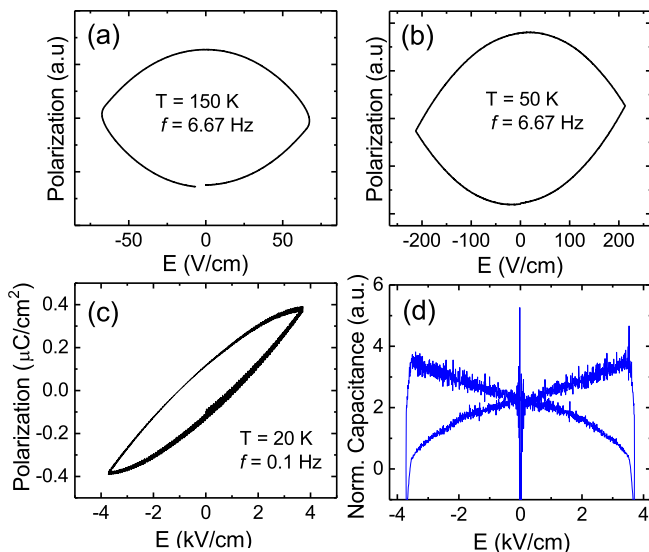 (a)
T = 150 K
f = 6.67 Hz
Polarization (a.u)
-50 0 50
E (V/cm)
(b)
T = 50 K
f = 6.67 Hz
Polarization (a.u)
-200 -100 0 100 200
E (V/cm)
(c)
0.4
0.2
0.0
-0.2
-0.4
Polarization (μC/cm²)
T = 20 K
f = 0.1 Hz
-4 -2 0 2 4
E (kV/cm)
(d)
6
4
2
0
Norm. Capacitance (a.u.)
-4 -2 0 2 4
E (kV/cm)